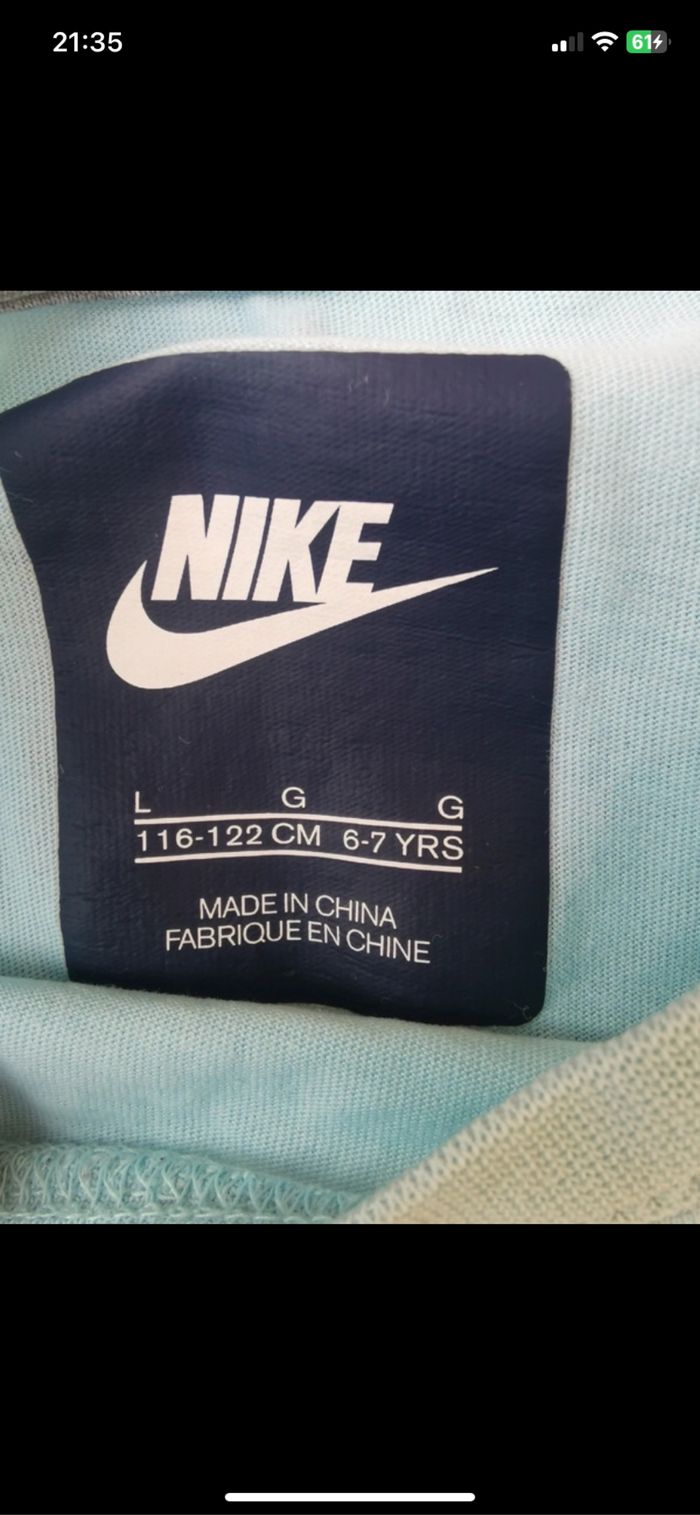 21:35
61
NIKE
L G G
116-122 CM 6-7 YRS
MADE IN CHINA
FABRIQUE EN CHINE